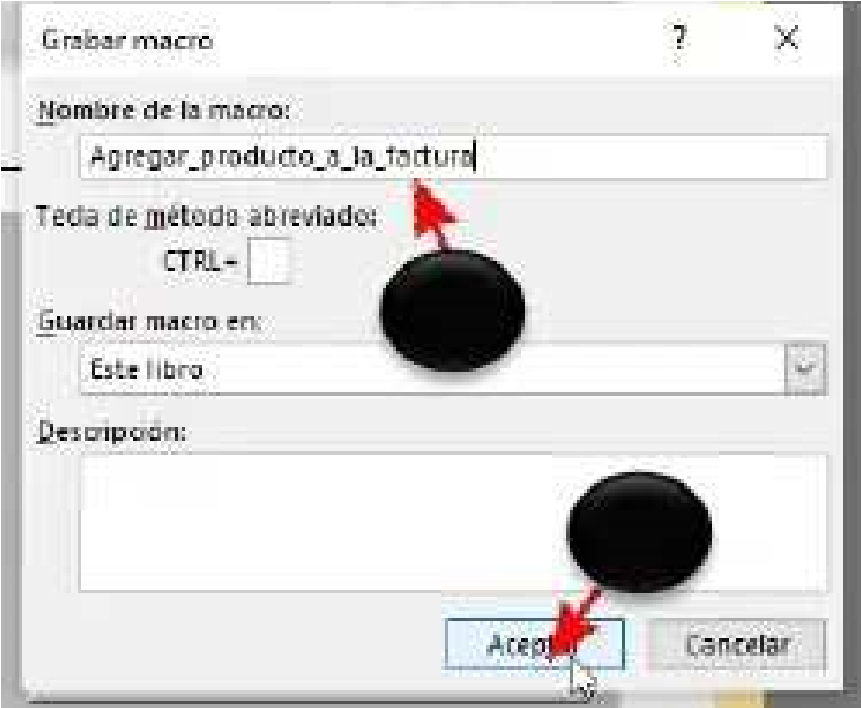 Grabar macro ? X
Nombre de la macro:
Agregar_producto_a_la_factura
Tecla de método abreviado:
CTRL+
Guardar macro en:
Este libro
Descripción:
Cancelar